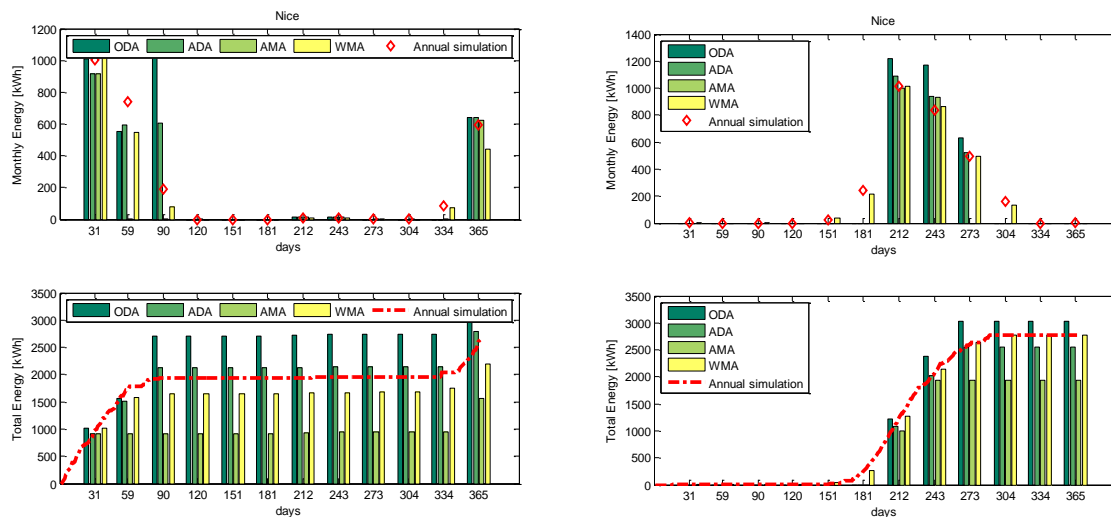 Nice
Monthly Energy [kWh]
1200
1000
800
600
400
200
0
ODA ADA AMA WMA Annual simulation
31 59 90 120 151 181 212 243 273 304 334 365
days
Nice
Monthly Energy [kWh]
1400
1200
1000
800
600
400
200
0
ODA
ADA
AMA
WMA
Annual simulation
31 59 90 120 151 181 212 243 273 304 334 365
days
Total Energy [kWh]
3500
3000
2500
2000
1500
1000
500
0
ODA ADA AMA WMA Annual simulation
31 59 90 120 151 181 212 243 273 304 334 365
days
Total Energy [kWh]
3500
3000
2500
2000
1500
1000
500
0
ODA
ADA
AMA
WMA
Annual simulation
31 59 90 120 151 181 212 243 273 304 334 365
days